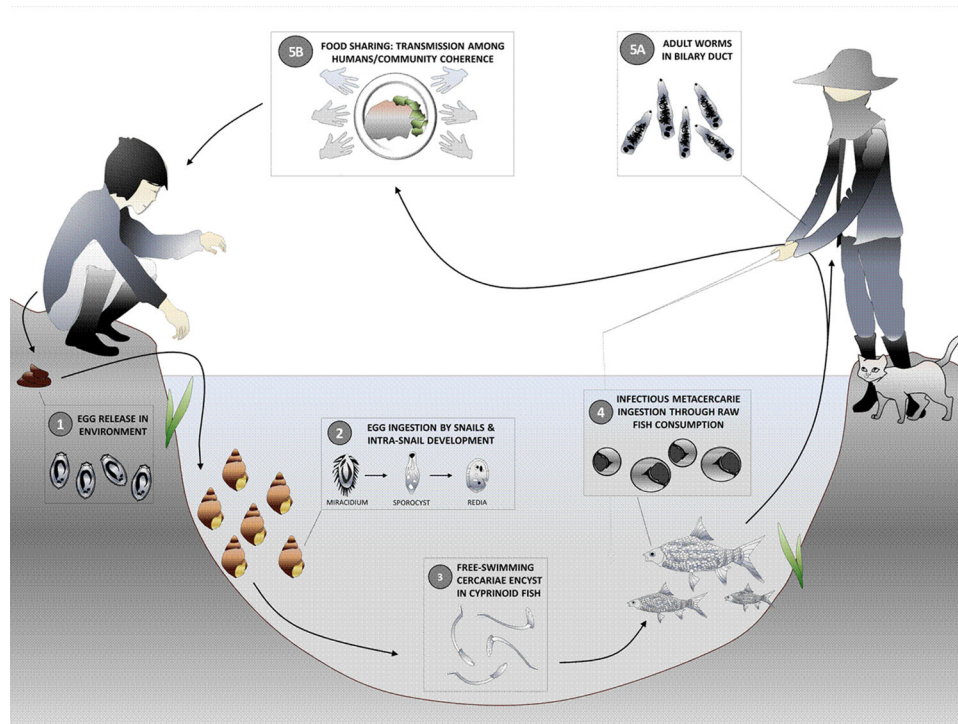 5B
FOOD SHARING: TRANSMISSION AMONG
HUMANS/COMMUNITY COHERENCE
5A
ADULT WORMS
IN BILARY DUCT
1
EGG RELEASE IN
ENVIRONMENT
2
EGG INGESTION BY SNAILS &
INTRA-SNAIL DEVELOPMENT
MIRACIDIUM
SPOROCYST
REDIA
4
INFECTIOUS METACERCARIE
INGESTION THROUGH RAW
FISH CONSUMPTION
3
FREE-SWIMMING
CERCARIAE ENCYST
IN CYPRINOID FISH